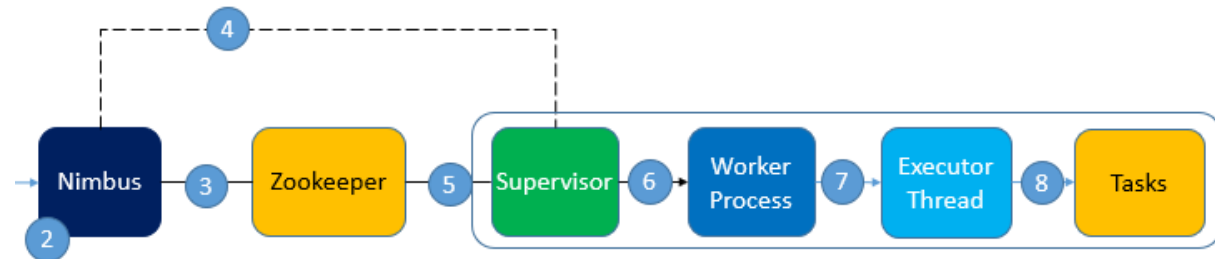 4
Nimbus
3
Zookeeper
5
Supervisor
6
Worker
Process
7
Executor
Thread
8
Tasks
2